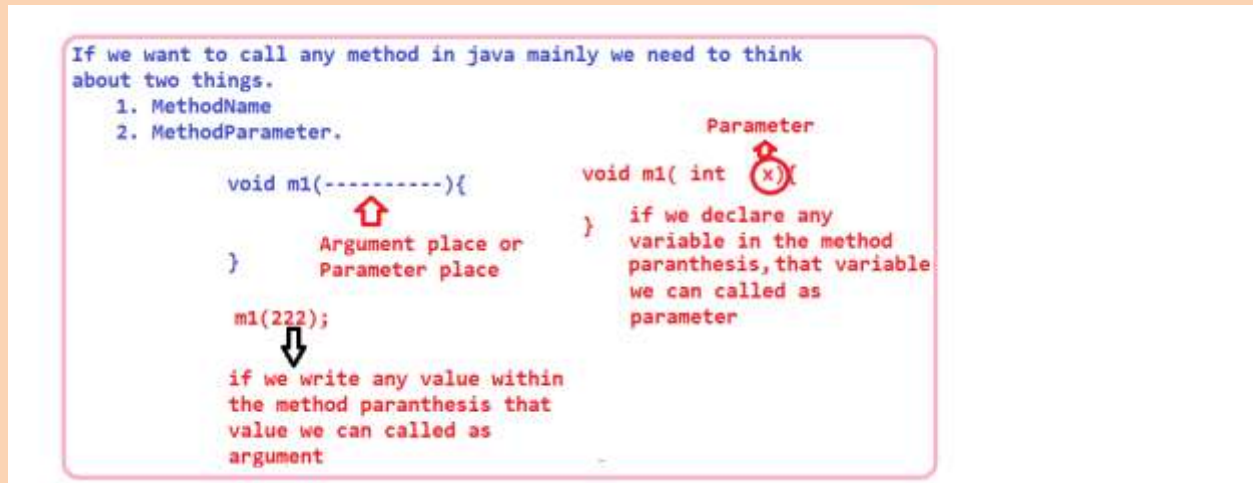 If we want to call any method in java mainly we need to think
about two things.
1. MethodName
2. MethodParameter.
void m1(----------){
Argument place or
Parameter place
}
m1(222);
if we write any value within
the method paranthesis that
value we can called as
argument
Parameter
void m1( int x){
}
if we declare any
variable in the method
paranthesis,that variable
we can called as
parameter